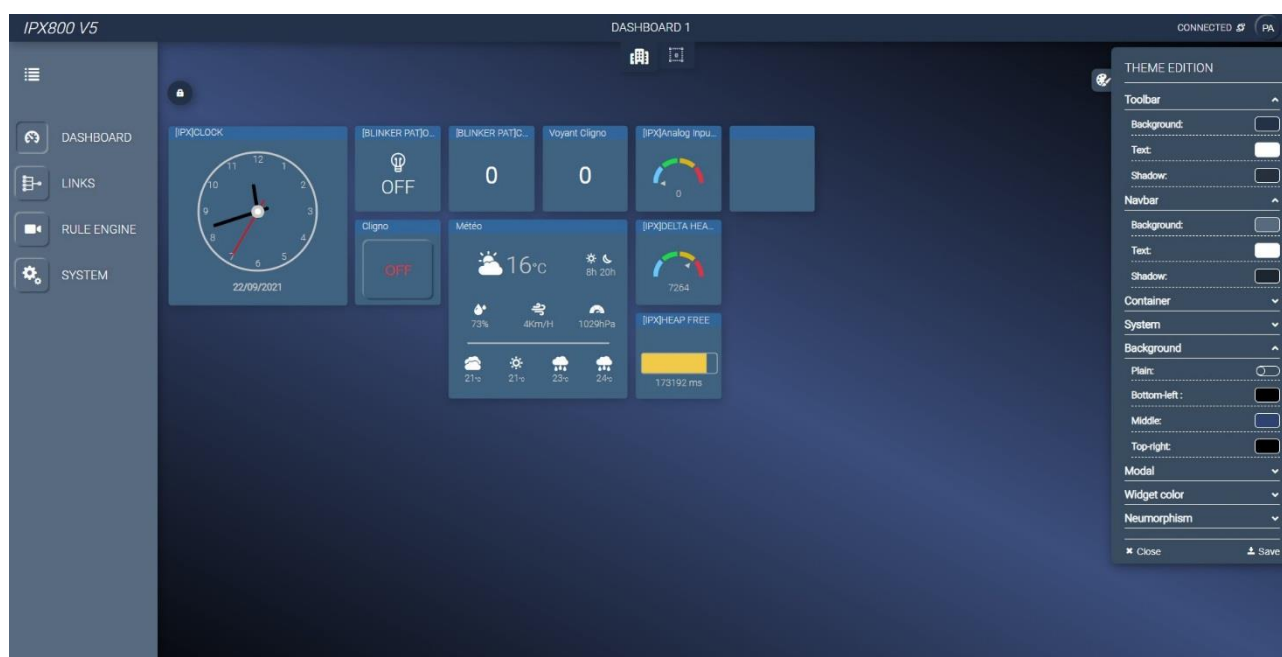 IPX800 V5
DASHBOARD 1
CONNECTED
PA
DASHBOARD
LINKS
RULE ENGINE
SYSTEM
[IPX]CLOCK
12
1
2
3
4
5
6
7
8
9
10
11
22/09/2021
[BLINKER PAT]O...
OFF
[BLINKER PAT]C...
0
Voyant Cligno
0
[IPX]Analog Inpu...
0
Cligno
OFF
Météo
16°C
8h 20h
73% 4Km/H 1029hPa
21°c 21°c 23°c 24°c
[IPX]DELTA HEA...
7264
[IPX]HEAP FREE
173192 ms
THEME EDITION
Toolbar
Background:
Text:
Shadow:
Navbar
Background:
Text:
Shadow:
Container
System
Background
Plain:
Bottom-left :
Middle:
Top-right:
Modal
Widget color
Neumorphism
Close Save